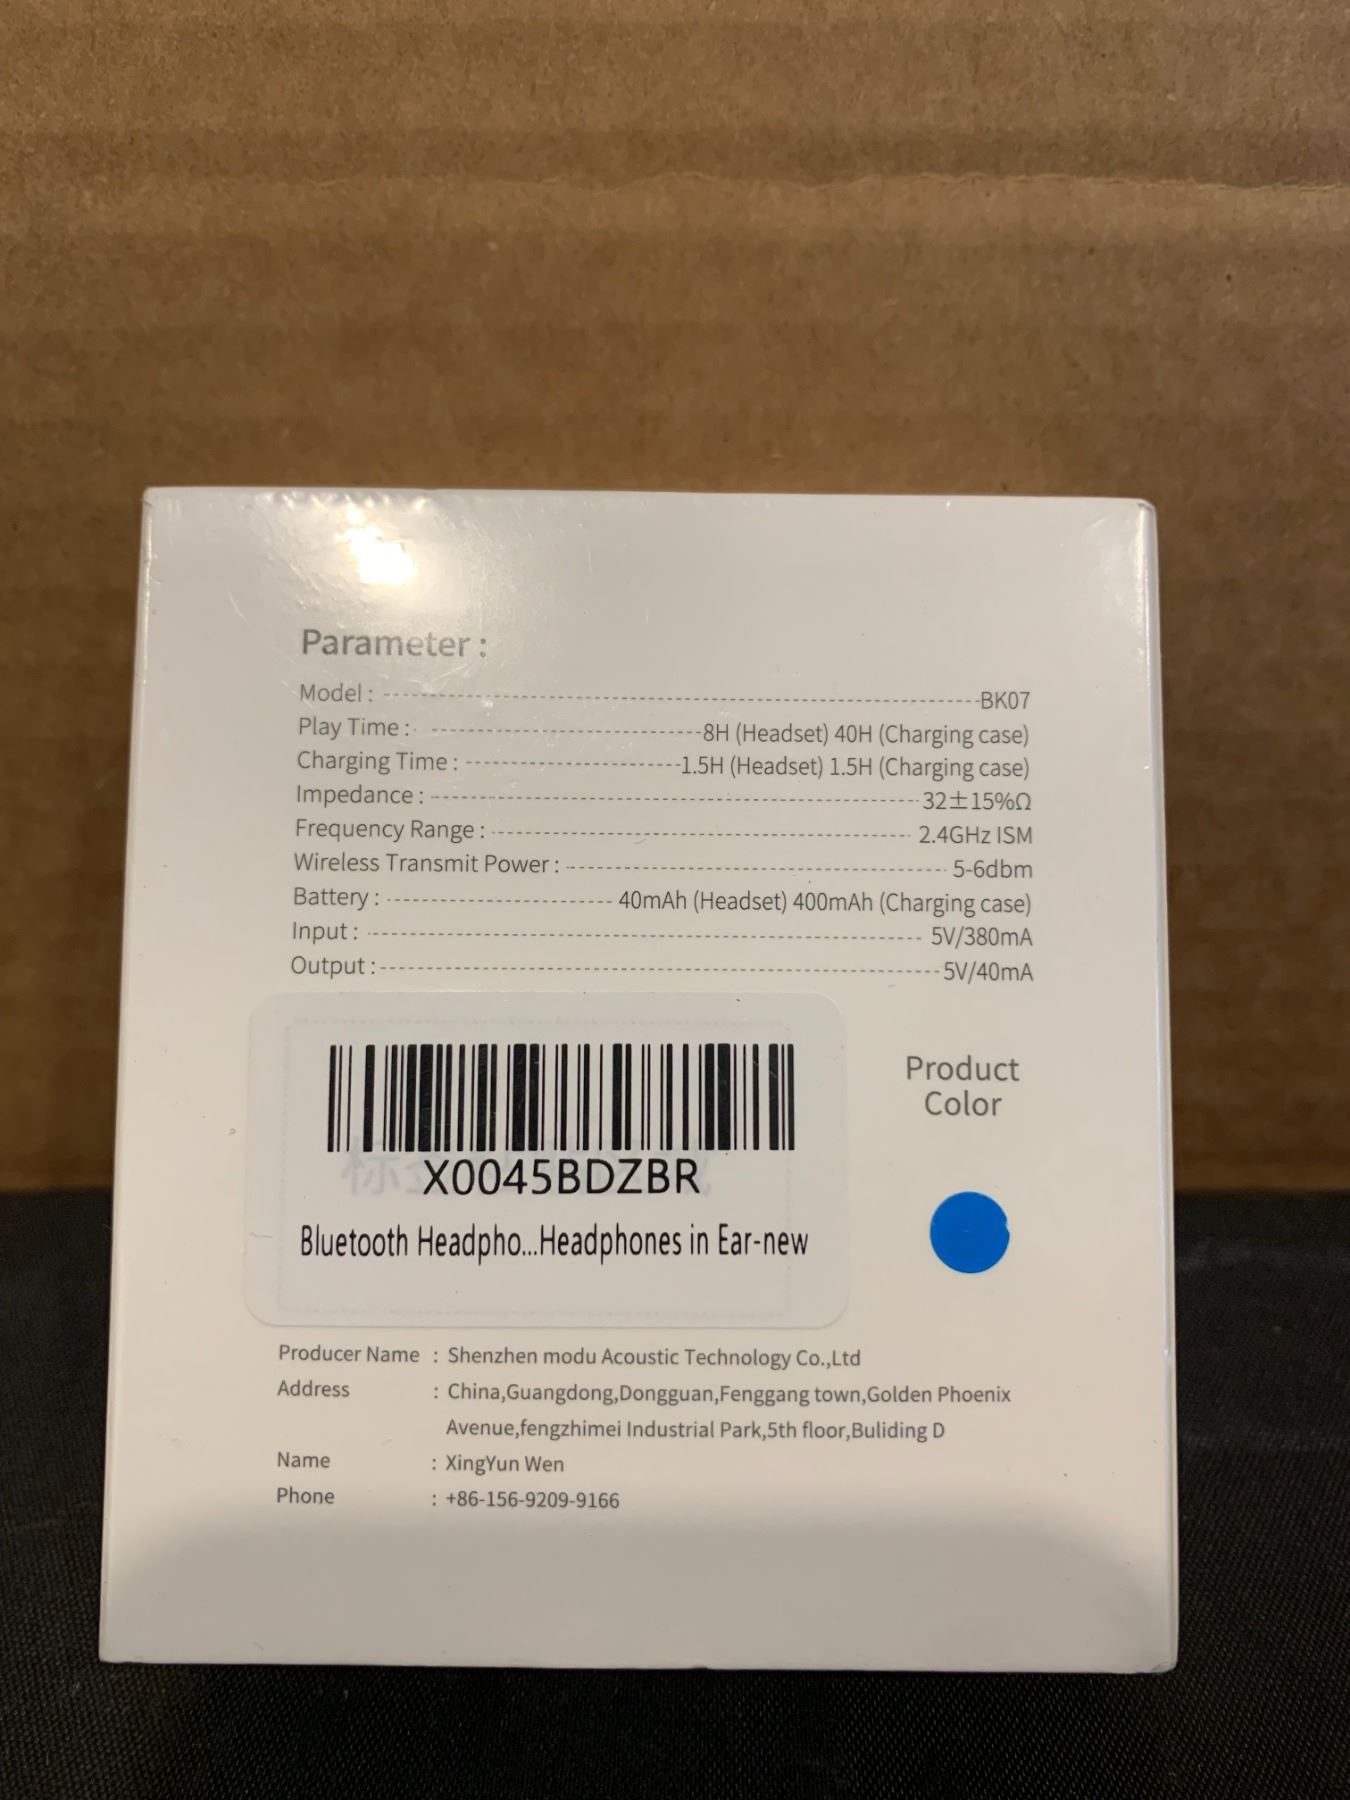 Parameter :
Model : BK07
Play Time : 8H (Headset) 40H (Charging case)
Charging Time : 1.5H (Headset) 1.5H (Charging case)
Impedance : 32±15%Ω
Frequency Range : 2.4GHz ISM
Wireless Transmit Power : 5-6dbm
Battery : 40mAh (Headset) 400mAh (Charging case)
Input : 5V/380mA
Output : 5V/40mA
Product
Color
X0045BDZBR
Bluetooth Headpho...Headphones in Ear-new
Producer Name : Shenzhen modu Acoustic Technology Co.,Ltd
Address : China,Guangdong,Dongguan,Fenggang town,Golden Phoenix
Avenue,fengzhimei Industrial Park,5th floor,Buliding D
Name : XingYun Wen
Phone : +86-156-9209-9166